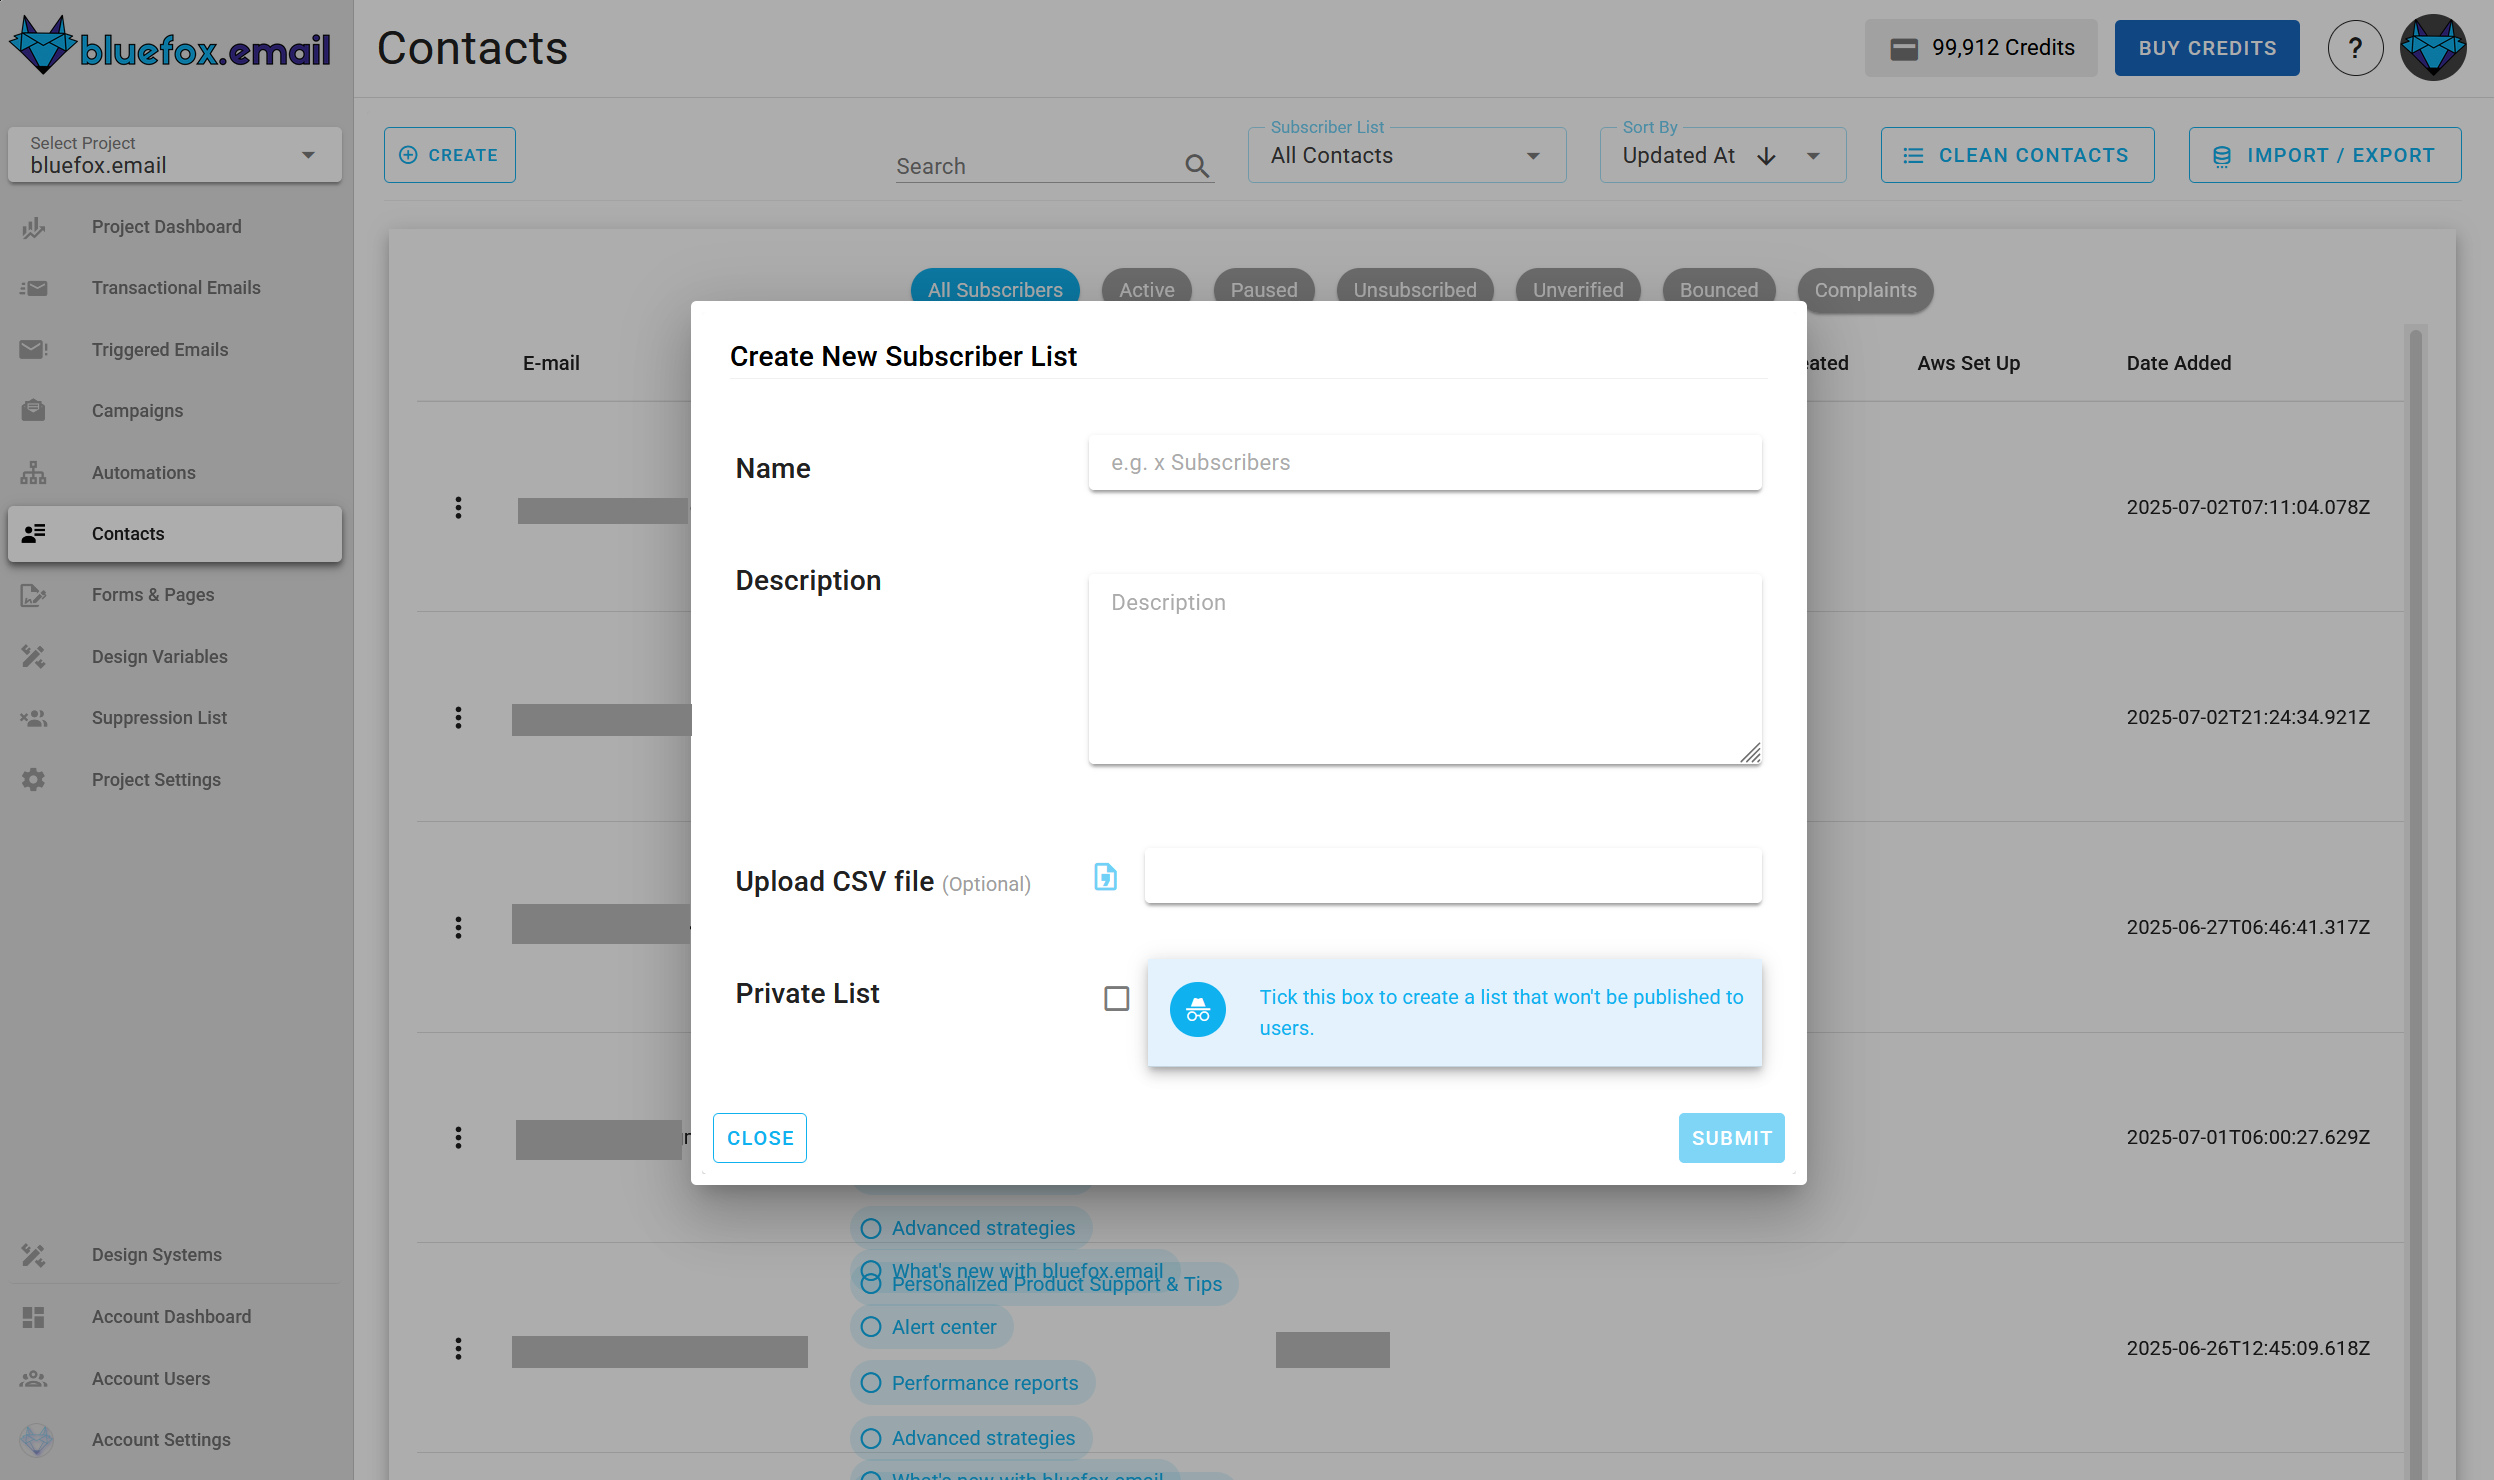 bluefox.email
Contacts
99,912 Credits
BUY CREDITS
?
Select Project
bluefox.email
CREATE
Search
Subscriber List
All Contacts
Sort By
Updated At
CLEAN CONTACTS
IMPORT / EXPORT
Project Dashboard
Transactional Emails
Triggered Emails
Campaigns
Automations
Contacts
Forms & Pages
Design Variables
Suppression List
Project Settings
Design Systems
Account Dashboard
Account Users
Account Settings
All Subscribers
Active
Paused
Unsubscribed
Unverified
Bounced
Complaints
E-mail
eated
Aws Set Up
Date Added
2025-07-02T07:11:04.078Z
2025-07-02T21:24:34.921Z
2025-06-27T06:46:41.317Z
2025-07-01T06:00:27.629Z
2025-06-26T12:45:09.618Z
Create New Subscriber List
Name
e.g. x Subscribers
Description
Description
Upload CSV file (Optional)
Private List
Tick this box to create a list that won't be published to
users.
CLOSE
SUBMIT
Advanced strategies
What's new with bluefox.email
Personalized Product Support & Tips
Alert center
Performance reports
Advanced strategies
What's new with bluefox.email